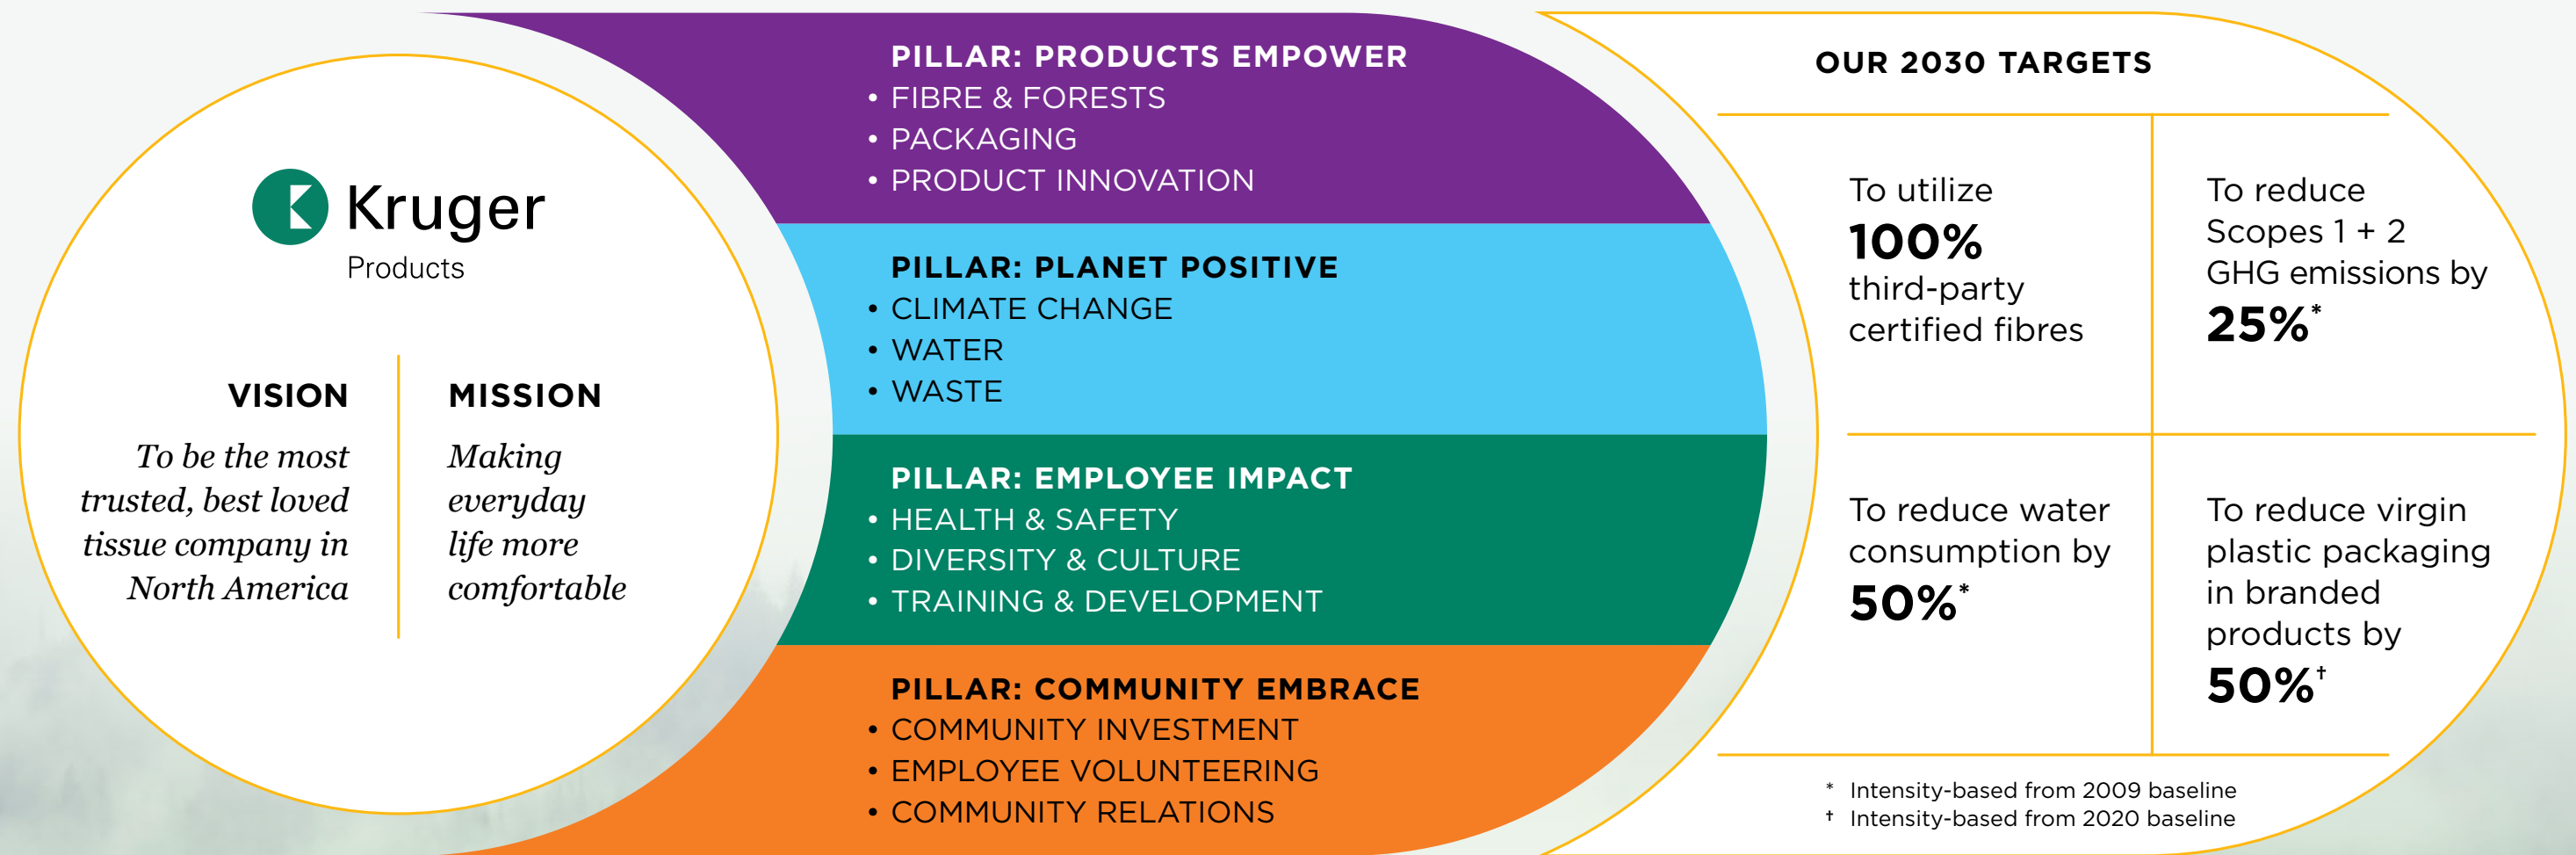 Kruger
Products
VISION
To be the most
trusted, best loved
tissue company in
North America
MISSION
Making
everyday
life more
comfortable
PILLAR: PRODUCTS EMPOWER
• FIBRE & FORESTS
• PACKAGING
• PRODUCT INNOVATION
PILLAR: PLANET POSITIVE
• CLIMATE CHANGE
• WATER
• WASTE
PILLAR: EMPLOYEE IMPACT
• HEALTH & SAFETY
• DIVERSITY & CULTURE
• TRAINING & DEVELOPMENT
PILLAR: COMMUNITY EMBRACE
• COMMUNITY INVESTMENT
• EMPLOYEE VOLUNTEERING
• COMMUNITY RELATIONS
OUR 2030 TARGETS
To utilize
100%
third-party
certified fibres
To reduce
Scopes 1 + 2
GHG emissions by
25%*
To reduce water
consumption by
50%*
To reduce virgin
plastic packaging
in branded
products by
50%†
* Intensity-based from 2009 baseline
† Intensity-based from 2020 baseline